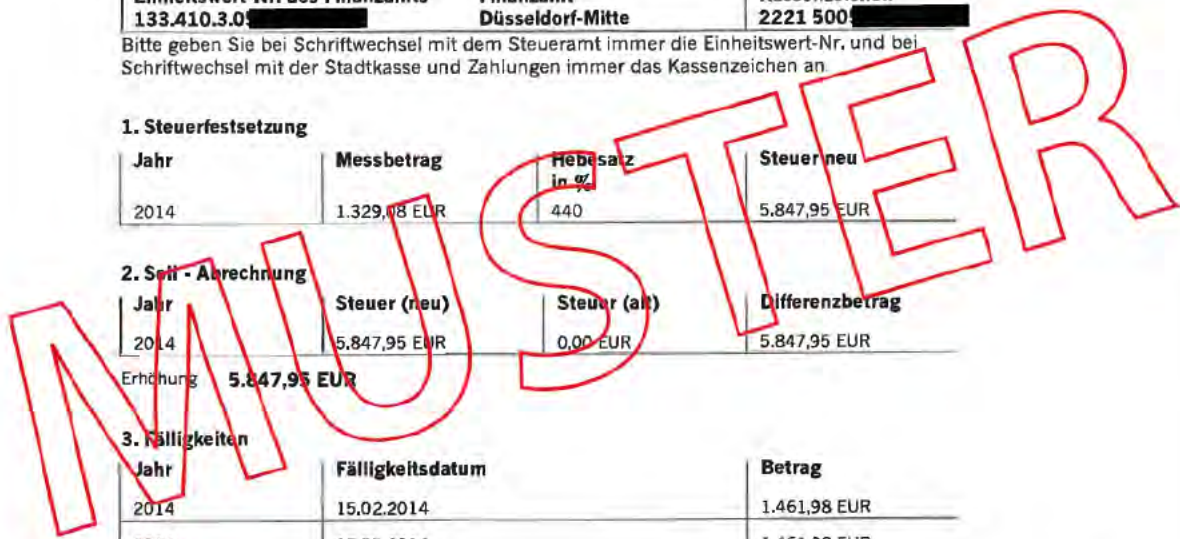 133.410.3.0
Düsseldorf-Mitte
2221 500
Bitte geben Sie bei Schriftwechsel mit dem Steueramt immer die Einheitswert-Nr. und bei
Schriftwechsel mit der Stadtkasse und Zahlungen immer das Kassenzeichen an
1. Steuerfestsetzung
Jahr Messbetrag Hebesatz Steuer neu
in %
2014 1.329,08 EUR 440 5.847,95 EUR
2. Soll - Abrechnung
Jahr Steuer (neu) Steuer (alt) Differenzbetrag
2014 5.847,95 EUR 0,00 EUR 5.847,95 EUR
Erhöhung 5.847,95 EUR
3. Fälligkeiten
Jahr Fälligkeitsdatum Betrag
2014 15.02.2014 1.461,98 EUR
MUSTER